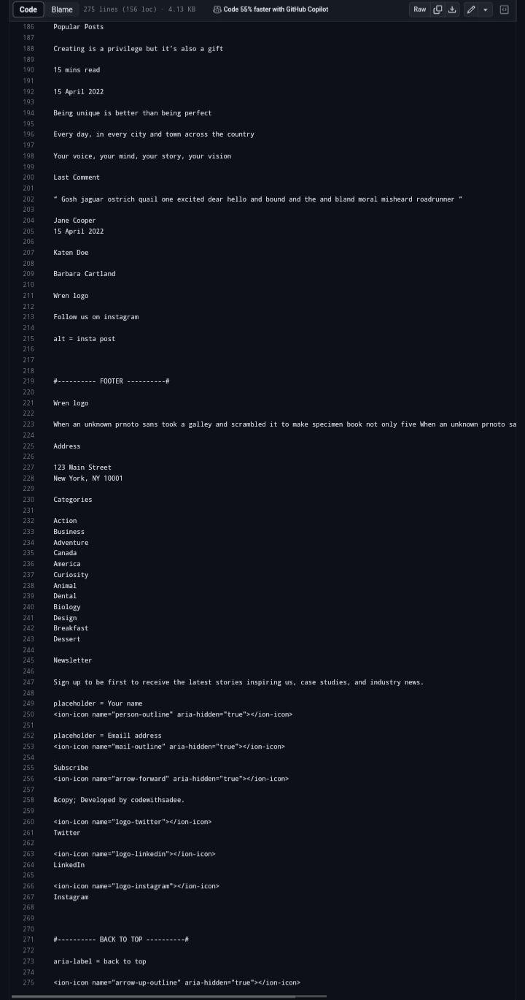 Code Blame 275 lines (156 loc) · 4.13 KB Code 55% faster with GitHub Copilot Raw
186 Popular Posts
187
188 Creating is a privilege but it's also a gift
189
190 15 mins read
191
192 15 April 2022
193
194 Being unique is better than being perfect
195
196 Every day, in every city and town across the country
197
198 Your voice, your mind, your story, your vision
199
200 Last Comment
201
202 “ Gosh jaguar ostrich quail one excited dear hello and bound and the and bland moral misheard roadrunner ”
203
204 Jane Cooper
205 15 April 2022
206
207 Katen Doe
208
209 Barbara Cartland
210
211 Wren logo
212
213 Follow us on instagram
214
215 alt = insta post
216
217
218
219 #---------- FOOTER ----------#
220
221 Wren logo
222
223 When an unknown prnoto sans took a galley and scrambled it to make specimen book not only five When an unknown prnoto sa
224
225 Address
226
227 123 Main Street
228 New York, NY 10001
229
230 Categories
231
232 Action
233 Business
234 Adventure
235 Canada
236 America
237 Curiosity
238 Animal
239 Dental
240 Biology
241 Design
242 Breakfast
243 Dessert
244
245 Newsletter
246
247 Sign up to be first to receive the latest stories inspiring us, case studies, and industry news.
248
249 placeholder = Your name
250 <ion-icon name="person-outline" aria-hidden="true"></ion-icon>
251
252 placeholder = Emaill address
253 <ion-icon name="mail-outline" aria-hidden="true"></ion-icon>
254
255 Subscribe
256 <ion-icon name="arrow-forward" aria-hidden="true"></ion-icon>
257
258 &copy; Developed by codewithsadee.
259
260 <ion-icon name="logo-twitter"></ion-icon>
261 Twitter
262
263 <ion-icon name="logo-linkedin"></ion-icon>
264 LinkedIn
265
266 <ion-icon name="logo-instagram"></ion-icon>
267 Instagram
268
269
270
271 #---------- BACK TO TOP ----------#
272
273 aria-label = back to top
274
275 <ion-icon name="arrow-up-outline" aria-hidden="true"></ion-icon>